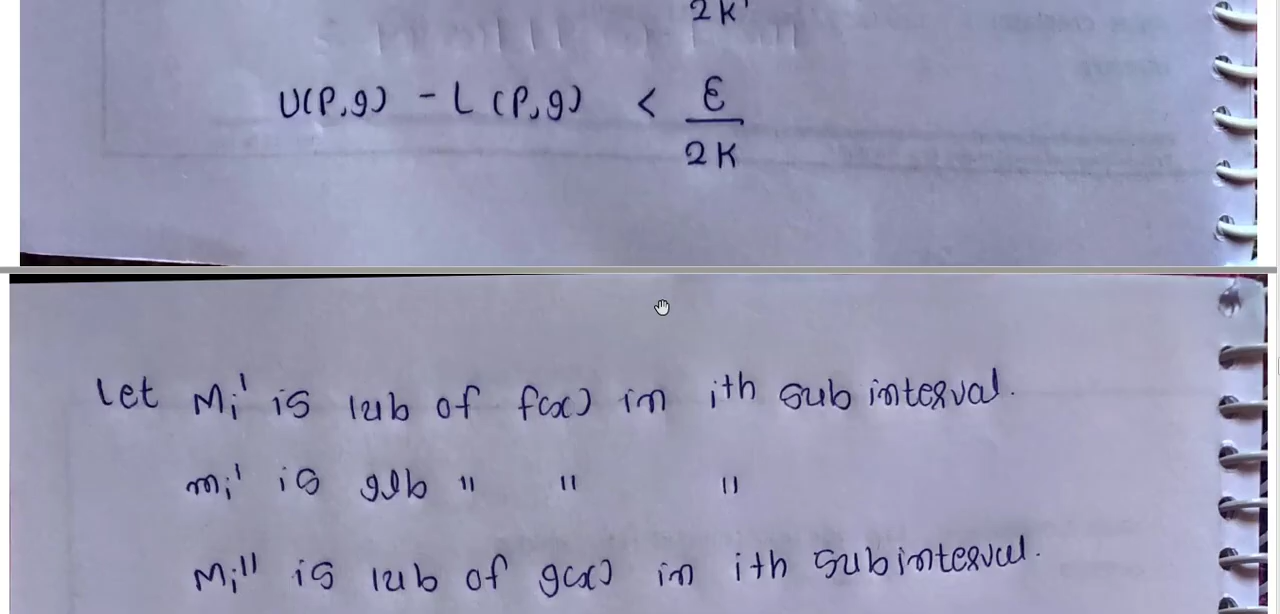 2K'
U(P,g) - L(P,g) < ε/2K
Let Mi' is lub of f(x) in ith sub interval.
mi' is glb " " "
Mi'' is lub of g(x) in ith subinterval.